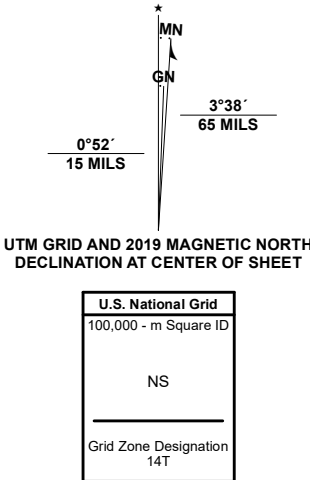 ★
MN
GN
3°38´
65 MILS
0°52´
15 MILS
UTM GRID AND 2019 MAGNETIC NORTH
DECLINATION AT CENTER OF SHEET
U.S. National Grid
100,000 - m Square ID
NS
Grid Zone Designation
14T